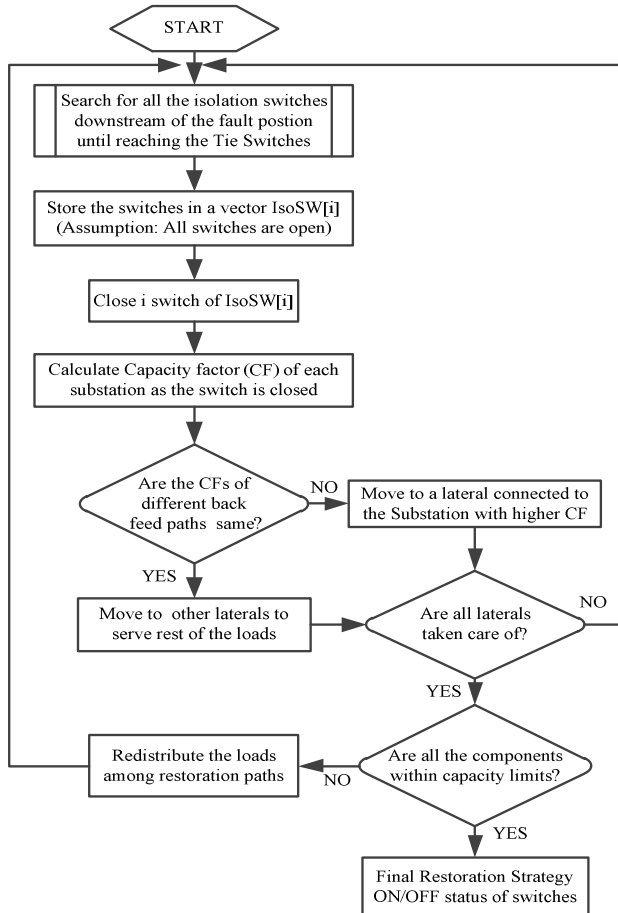 START
Search for all the isolation switches
downstream of the fault postion
until reaching the Tie Switches
Store the switches in a vector IsoSW[i]
(Assumption: All switches are open)
Close i switch of IsoSW[i]
Calculate Capacity factor (CF) of each
substation as the switch is closed
Are the CFs of
different back
feed paths same?
NO
Move to a lateral connected to
the Substation with higher CF
YES
Move to other laterals to
serve rest of the loads
Are all laterals
taken care of?
NO
YES
Redistribute the loads
among restoration paths
NO
Are all the components
within capacity limits?
YES
Final Restoration Strategy
ON/OFF status of switches